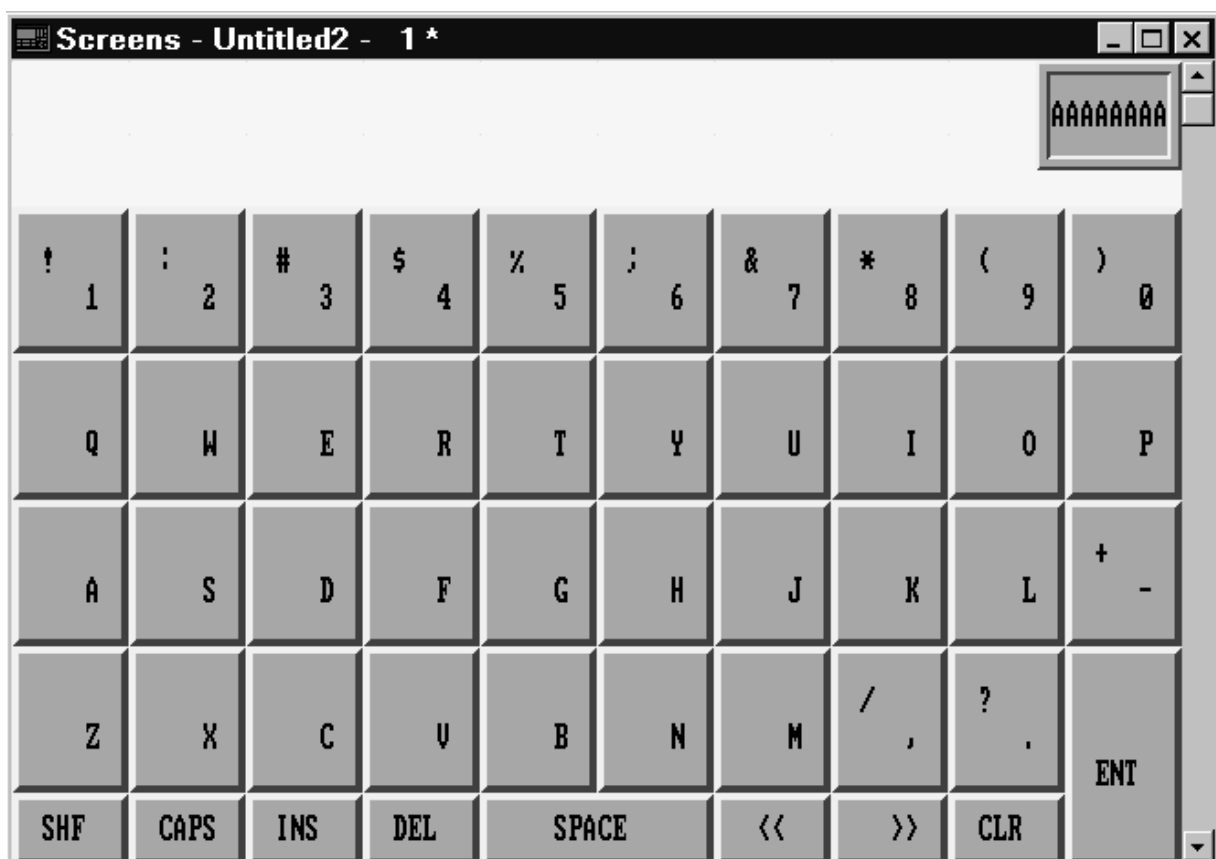 Screens - Untitled2 - 1 *
AAAAAAAA
! : # $ % ; & * ( )
1 2 3 4 5 6 7 8 9 0
Q W E R T Y U I O P
+
A S D F G H J K L -
/ ?
Z X C V B N M , .
ENT
SHF CAPS INS DEL SPACE << >> CLR